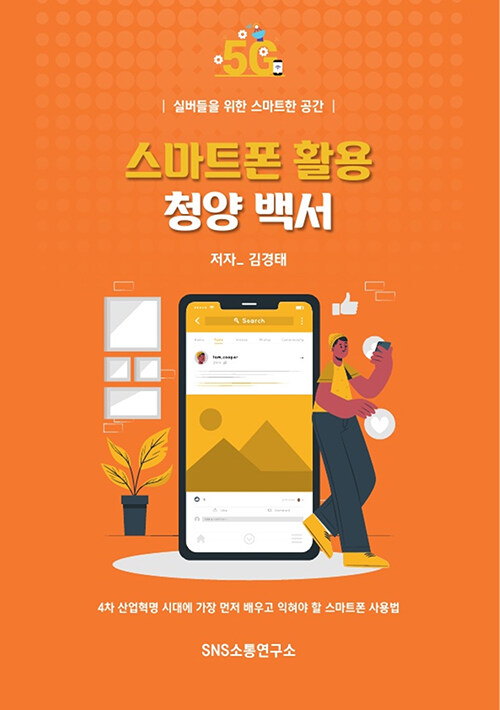 5G
| 실버들을 위한 스마트한 공간 |
스마트폰 활용
청양 백서
저자_ 김경태
Search
tom.cooper
4차 산업혁명 시대에 가장 먼저 배우고 익혀야 할 스마트폰 사용법
SNS소통연구소